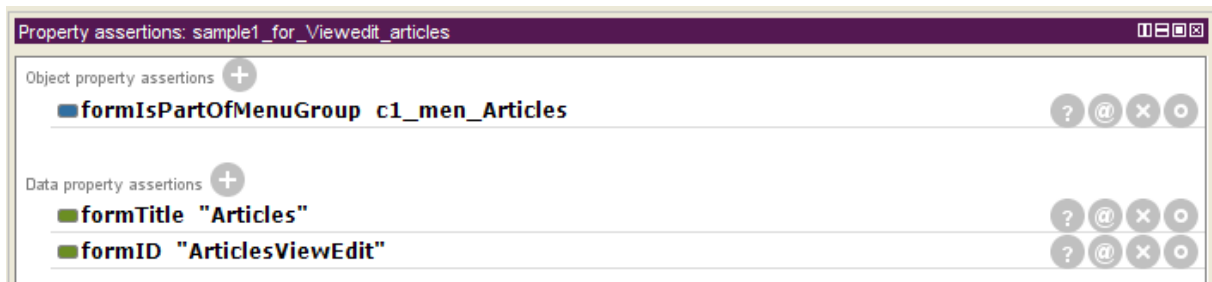 Property assertions: sample1_for_Viewedit_articles
Object property assertions
formIsPartOfMenuGroup c1_men_Articles
Data property assertions
formTitle "Articles"
formID "ArticlesViewEdit"